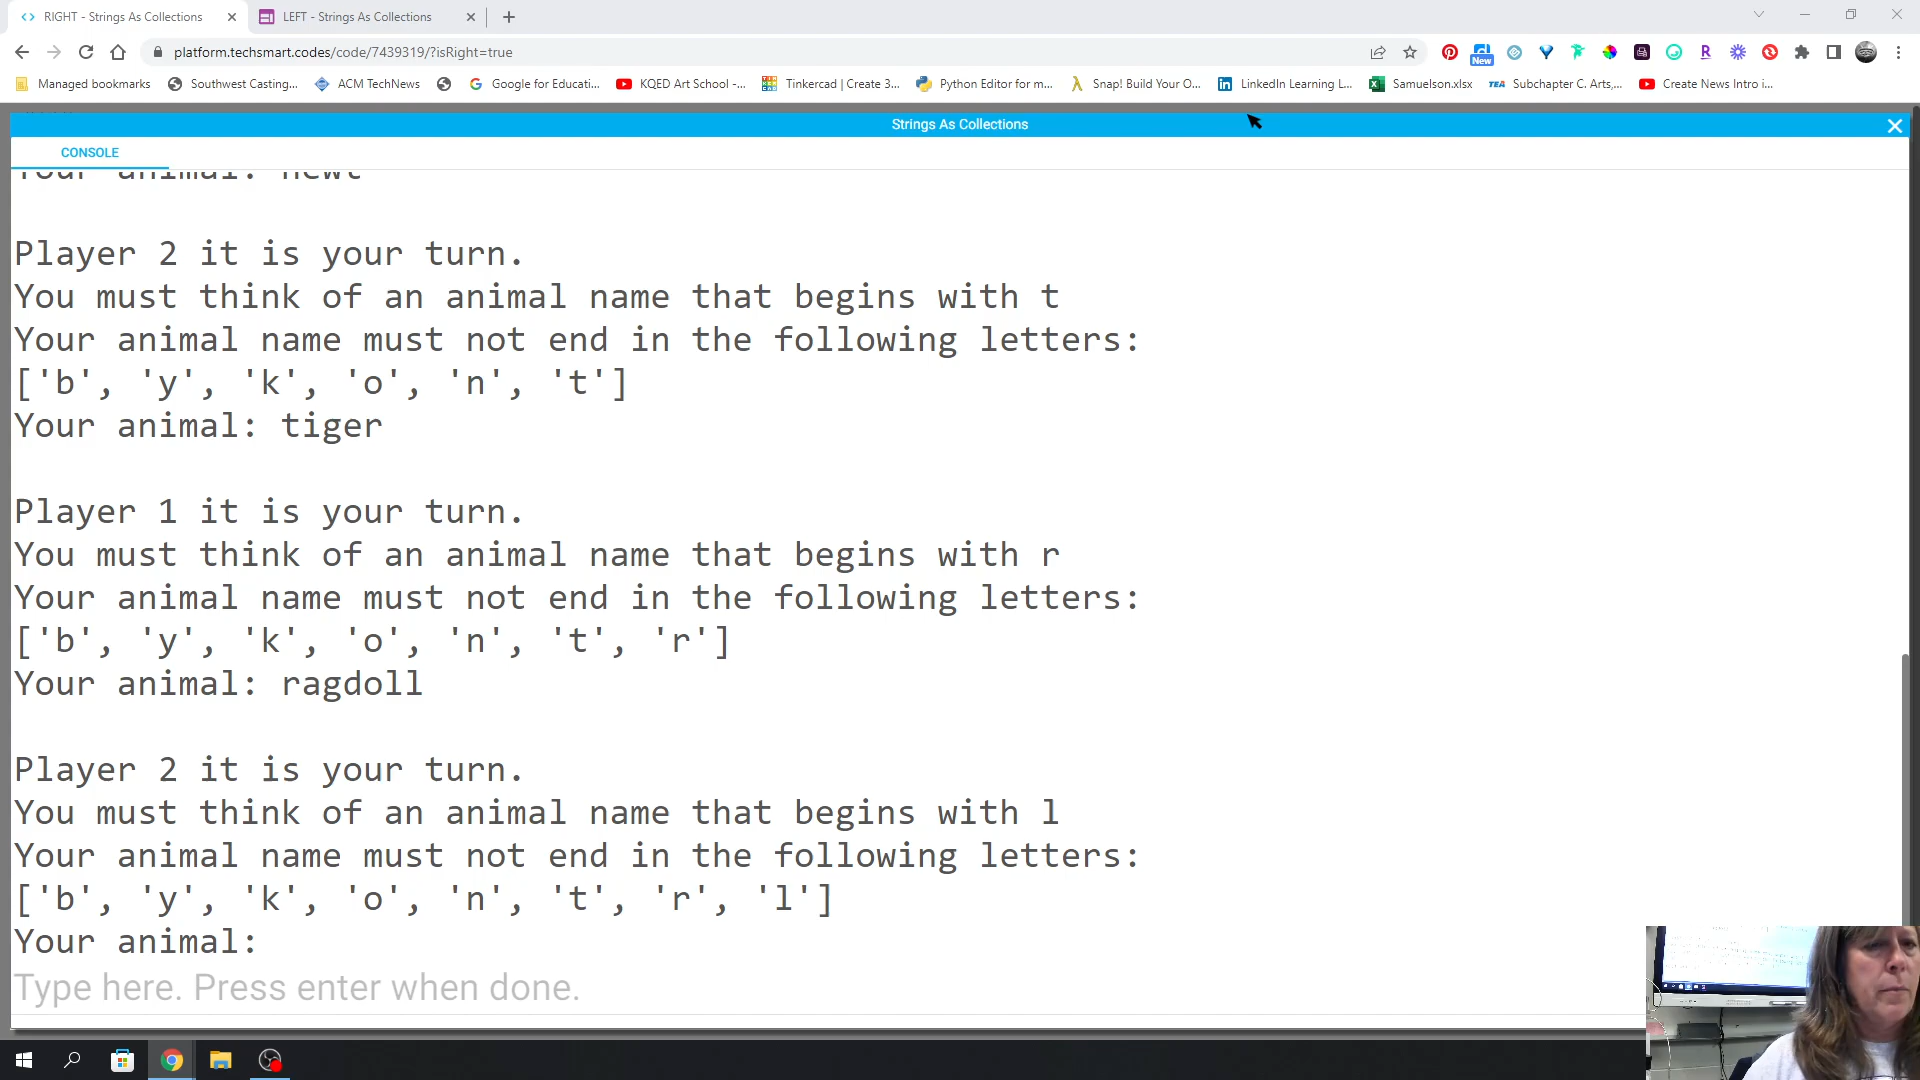 RIGHT - Strings As Collections
LEFT - Strings As Collections
platform.techsmart.codes/code/7439319/?isRight=true
New
Managed bookmarks
Southwest Casting...
ACM TechNews
Google for Educati...
KQED Art School -...
Tinkercad | Create 3...
Python Editor for m...
Snap! Build Your O...
LinkedIn Learning L...
Samuelson.xlsx
TEA
Subchapter C. Arts,...
Create News Intro i...
Strings As Collections
CONSOLE
Your animal: newt
Player 2 it is your turn.
You must think of an animal name that begins with t
Your animal name must not end in the following letters:
['b', 'y', 'k', 'o', 'n', 't']
Your animal: tiger
Player 1 it is your turn.
You must think of an animal name that begins with r
Your animal name must not end in the following letters:
['b', 'y', 'k', 'o', 'n', 't', 'r']
Your animal: ragdoll
Player 2 it is your turn.
You must think of an animal name that begins with l
Your animal name must not end in the following letters:
['b', 'y', 'k', 'o', 'n', 't', 'r', 'l']
Your animal:
Type here. Press enter when done.